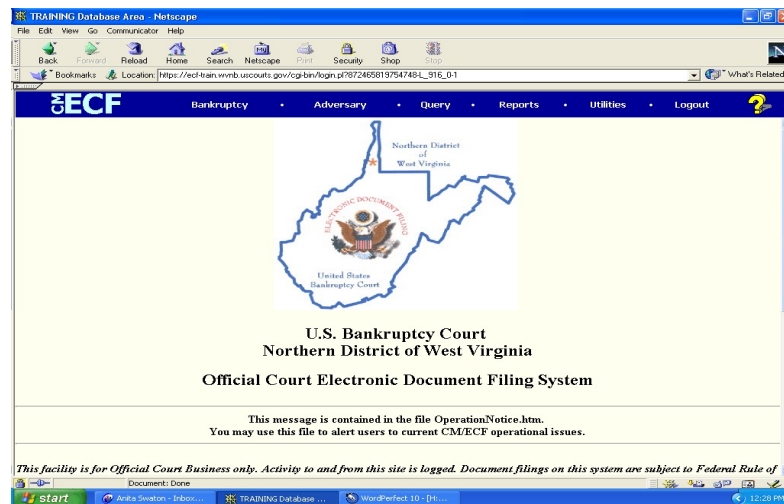 TRAINING Database Area - Netscape
File Edit View Go Communicator Help
Back Forward Reload Home Search Netscape Print Security Shop Stop
Bookmarks Location: https://ecf-train.wvnb.uscourts.gov/cgi-bin/login.pl?872465819754748-L_916_0-1 What's Related
CM ECF Bankruptcy • Adversary • Query • Reports • Utilities • Logout ?
Northern District
of
West Virginia
ELECTRONIC DOCUMENT FILING
United States
Bankruptcy Court
U.S. Bankruptcy Court
Northern District of West Virginia
Official Court Electronic Document Filing System
This message is contained in the file OperationNotice.htm.
You may use this file to alert users to current CM/ECF operational issues.
This facility is for Official Court Business only. Activity to and from this site is logged. Document filings on this system are subject to Federal Rule of
Document: Done
start Anita Swaton - Inbox... TRAINING Database ... WordPerfect 10 - [H:... 12:28 PM